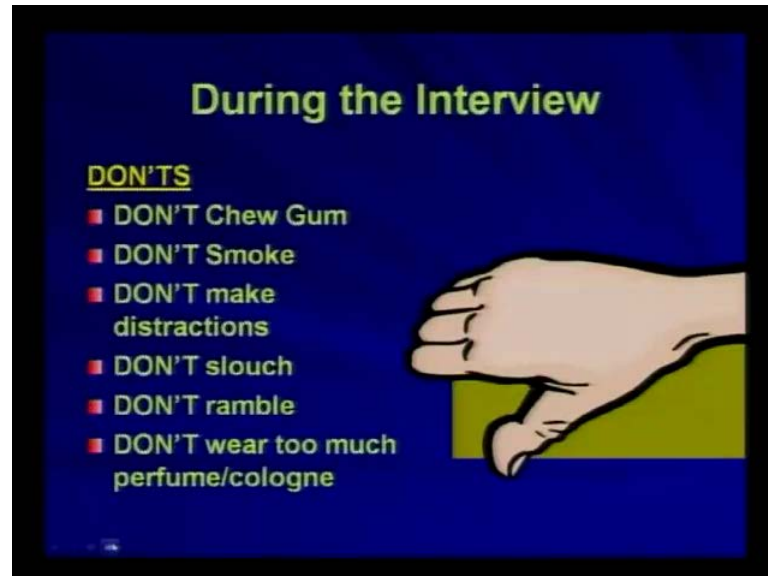 During the Interview
DON'TS
DON'T Chew Gum
DON'T Smoke
DON'T make
distractions
DON'T slouch
DON'T ramble
DON'T wear too much
perfume/cologne